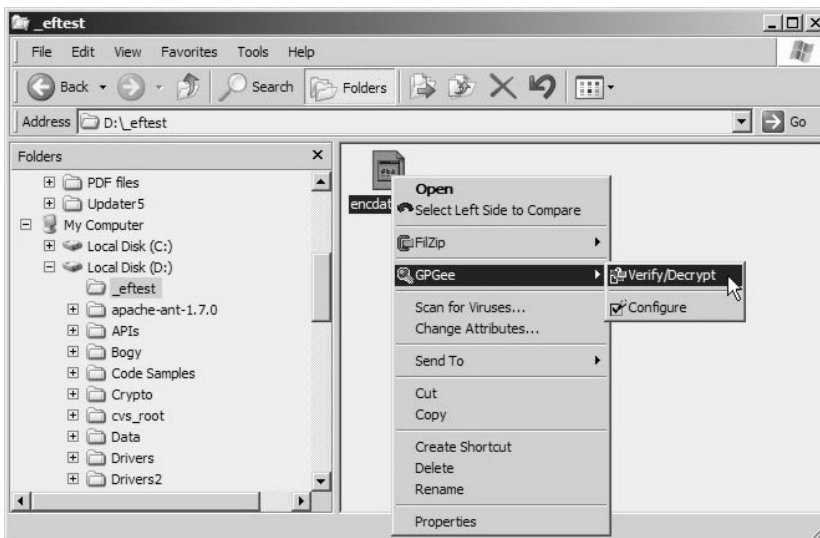 _eftest
File Edit View Favorites Tools Help
Back Search Folders
Address D:\_eftest Go
Folders
PDF files
Updater5
My Computer
Local Disk (C:)
Local Disk (D:)
_eftest
apache-ant-1.7.0
APIs
Bogy
Code Samples
Crypto
cvs_root
Data
Drivers
Drivers2
encdat
Open
Select Left Side to Compare
FilZip
GPGee
Scan for Viruses...
Change Attributes...
Send To
Cut
Copy
Create Shortcut
Delete
Rename
Properties
Verify/Decrypt
Configure